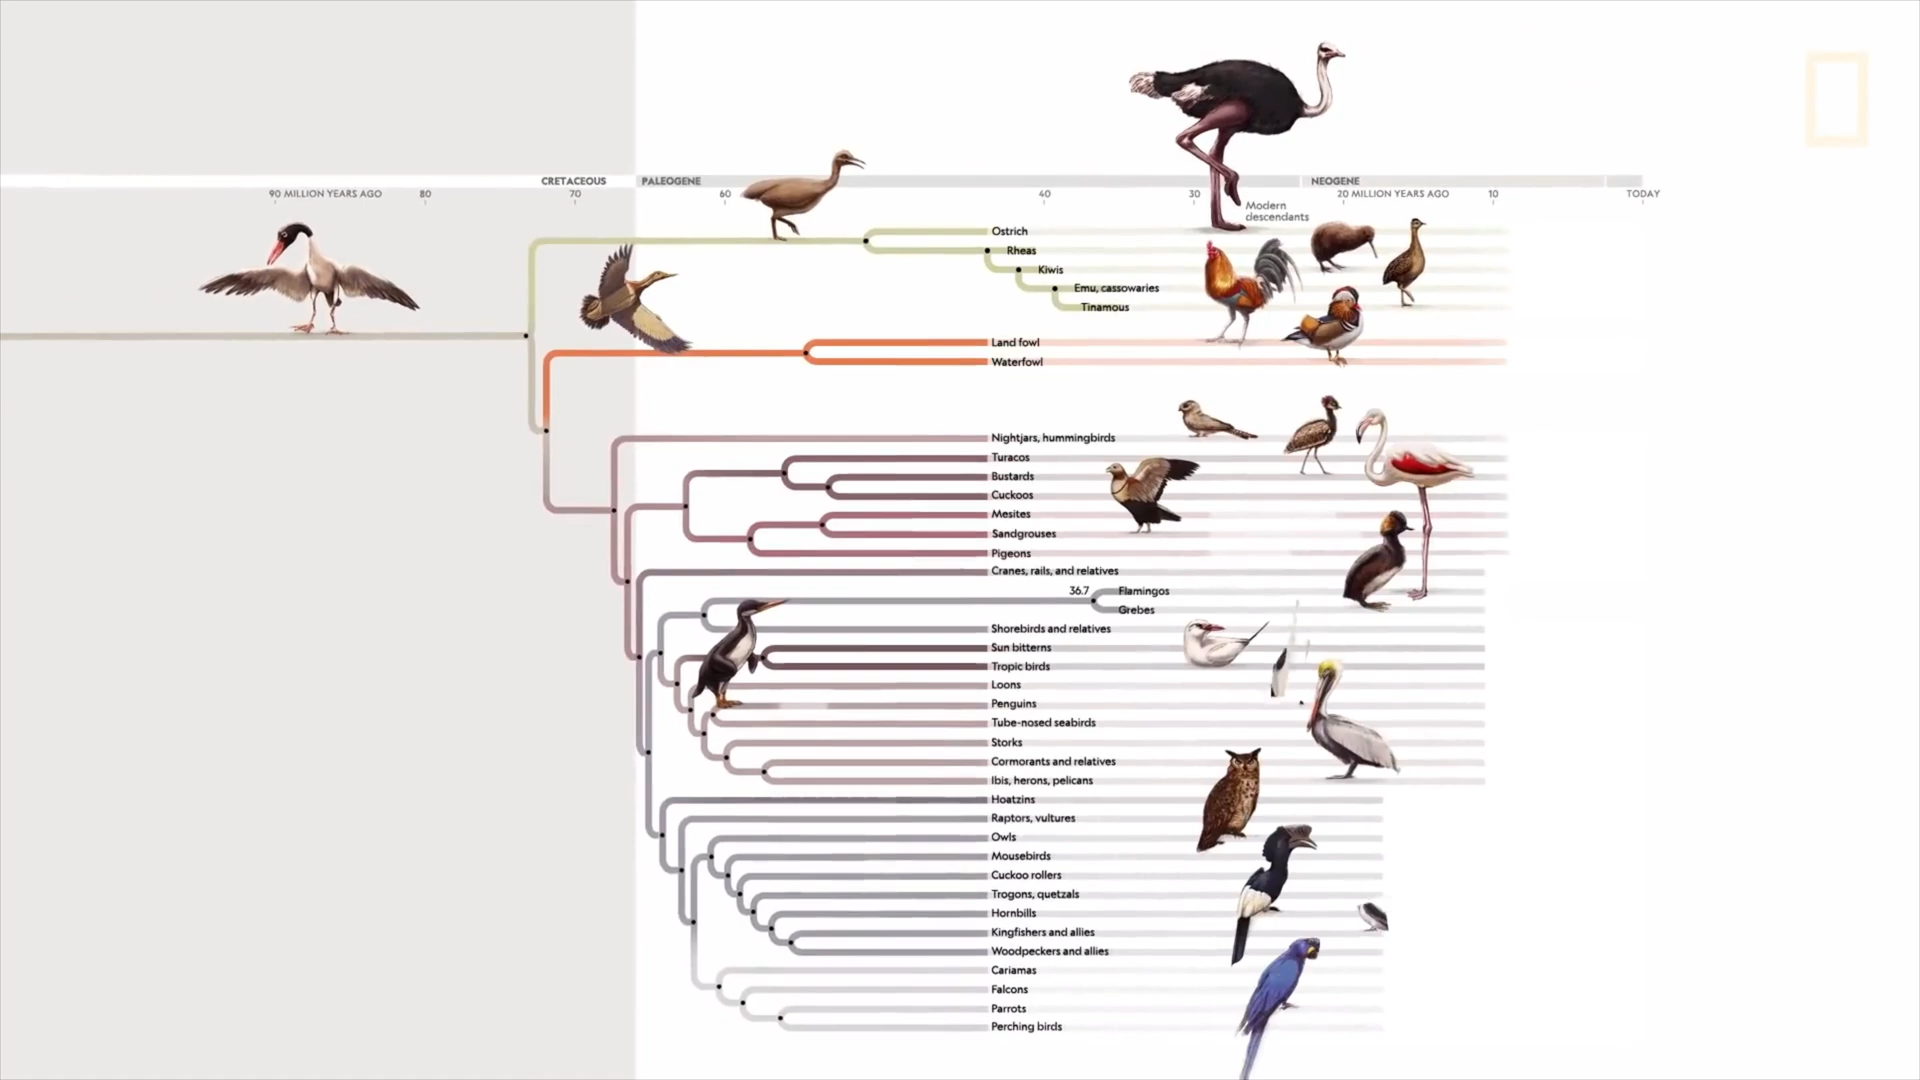 CRETACEOUS
PALEOGENE
NEOGENE
90 MILLION YEARS AGO
80
70
60
40
30
20 MILLION YEARS AGO
10
TODAY
Modern
descendants
Ostrich
Rheas
Kiwis
Emu, cassowaries
Tinamous
Land fowl
Waterfowl
Nightjars, hummingbirds
Turacos
Bustards
Cuckoos
Mesites
Sandgrouses
Pigeons
Cranes, rails, and relatives
36.7
Flamingos
Grebes
Shorebirds and relatives
Sun bitterns
Tropic birds
Loons
Penguins
Tube-nosed seabirds
Storks
Cormorants and relatives
Ibis, herons, pelicans
Hoatzins
Raptors, vultures
Owls
Mousebirds
Cuckoo rollers
Trogons, quetzals
Hornbills
Kingfishers and allies
Woodpeckers and allies
Cariamas
Falcons
Parrots
Perching birds